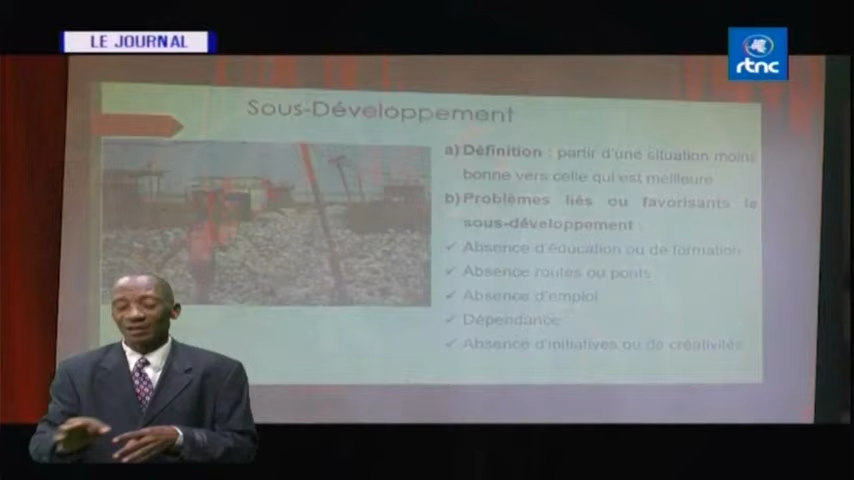 LE JOURNAL
rtnc
Sous-Développement
a) Définition : partir d'une situation moins
bonne vers celle qui est meilleure
b) Problèmes liés ou favorisants le
sous-développement :
✓ Absence d'éducation ou de formation
✓ Absence routes ou ponts
✓ Absence d'emploi
✓ Dépendance
✓ Absence d'initiatives ou de créativités